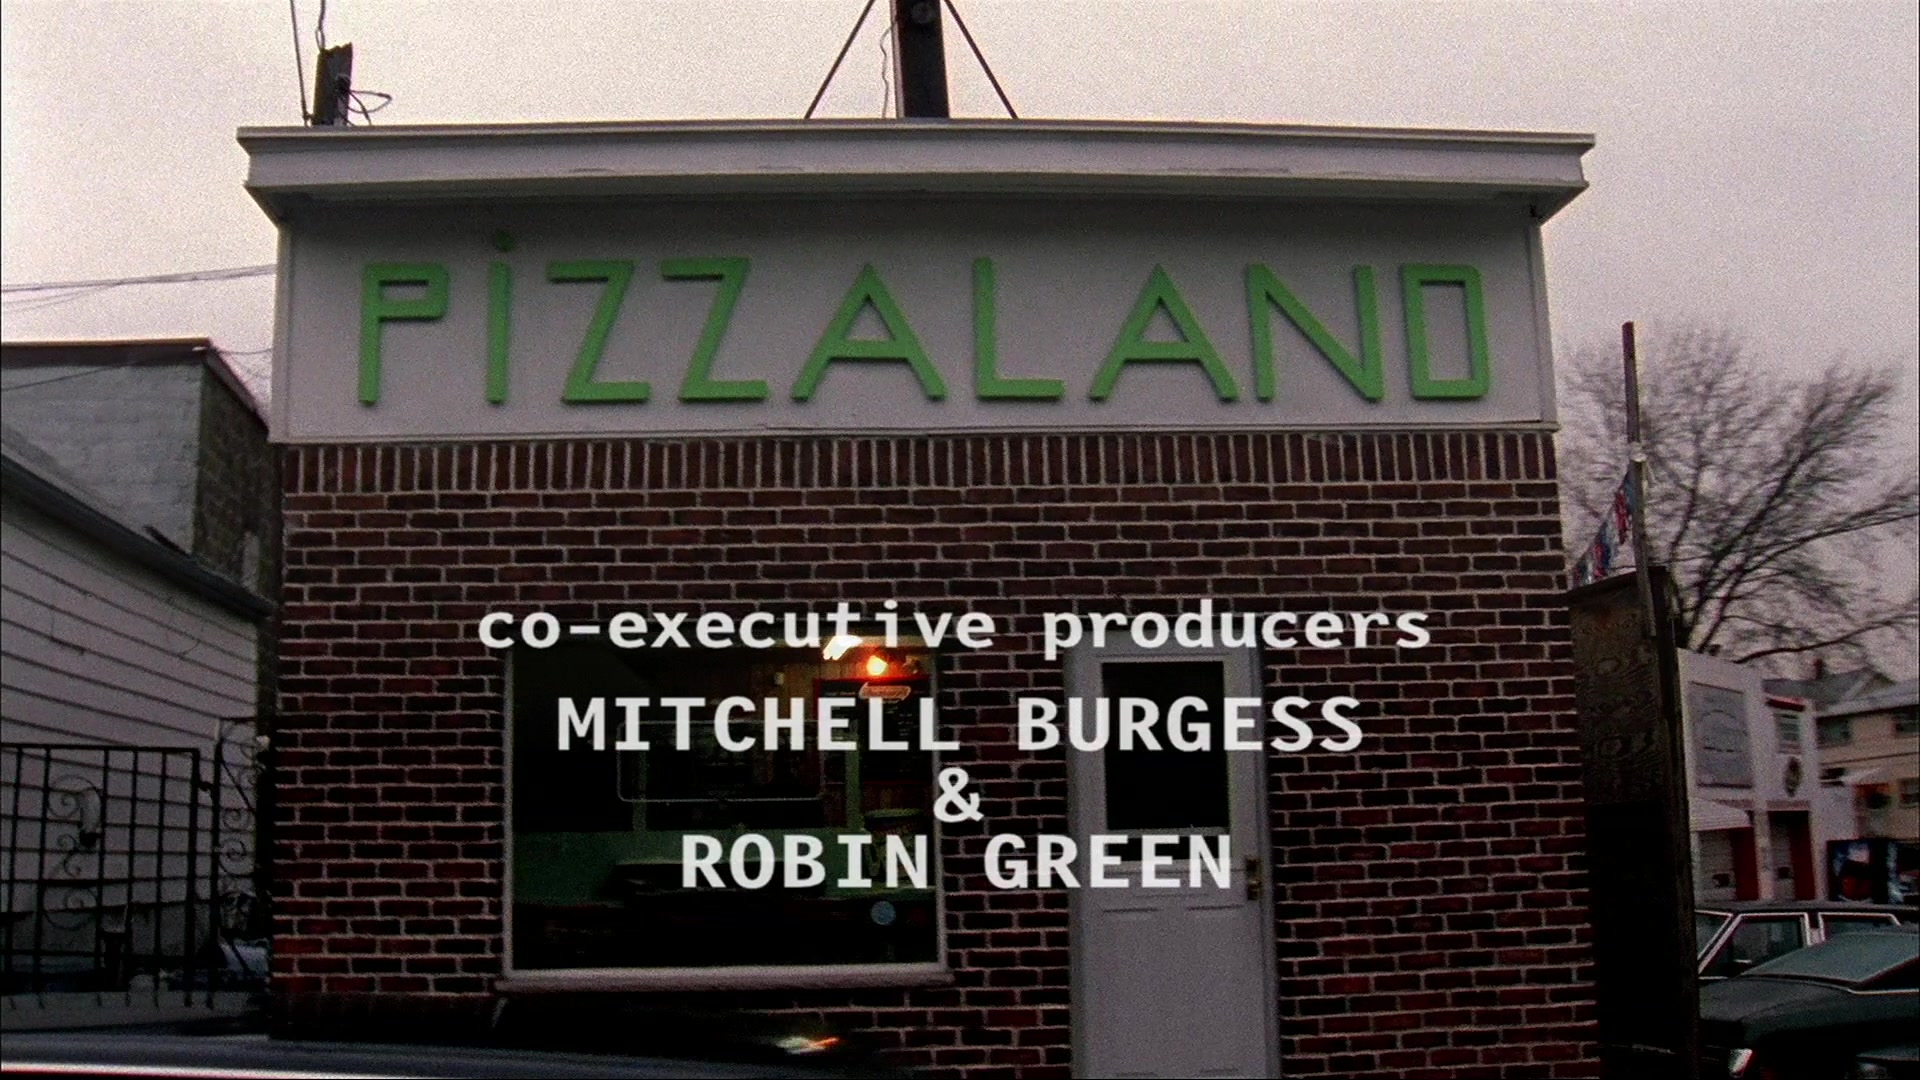 PiZZALAND
co-executive producers
MITCHELL BURGESS
&
ROBIN GREEN